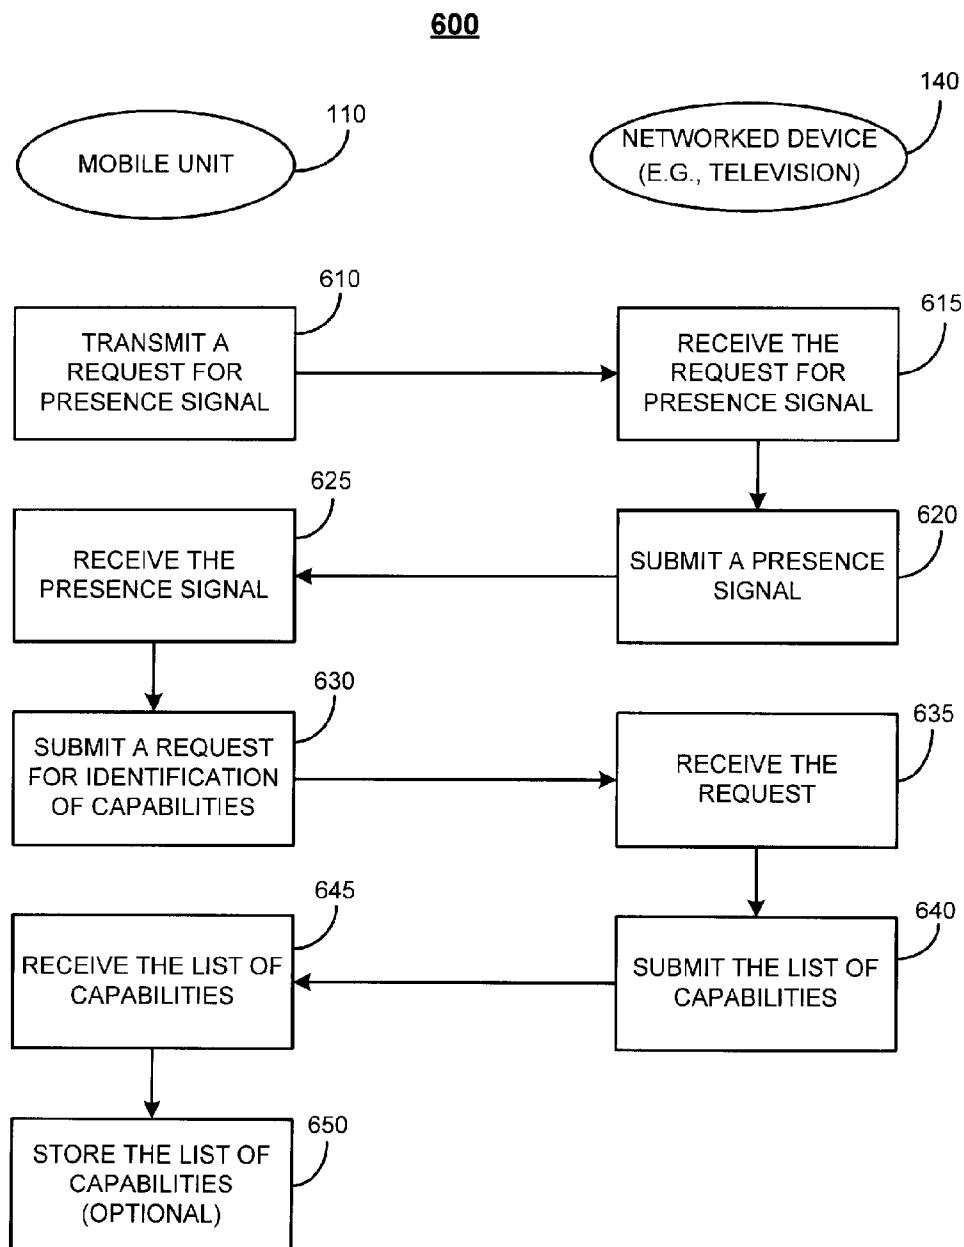 600
110
MOBILE UNIT
140
NETWORKED DEVICE
(E.G., TELEVISION)
610
TRANSMIT A
REQUEST FOR
PRESENCE SIGNAL
615
RECEIVE THE
REQUEST FOR
PRESENCE SIGNAL
625
RECEIVE THE
PRESENCE SIGNAL
620
SUBMIT A PRESENCE
SIGNAL
630
SUBMIT A REQUEST
FOR IDENTIFICATION
OF CAPABILITIES
635
RECEIVE THE
REQUEST
645
RECEIVE THE LIST OF
CAPABILITIES
640
SUBMIT THE LIST OF
CAPABILITIES
650
STORE THE LIST OF
CAPABILITIES
(OPTIONAL)